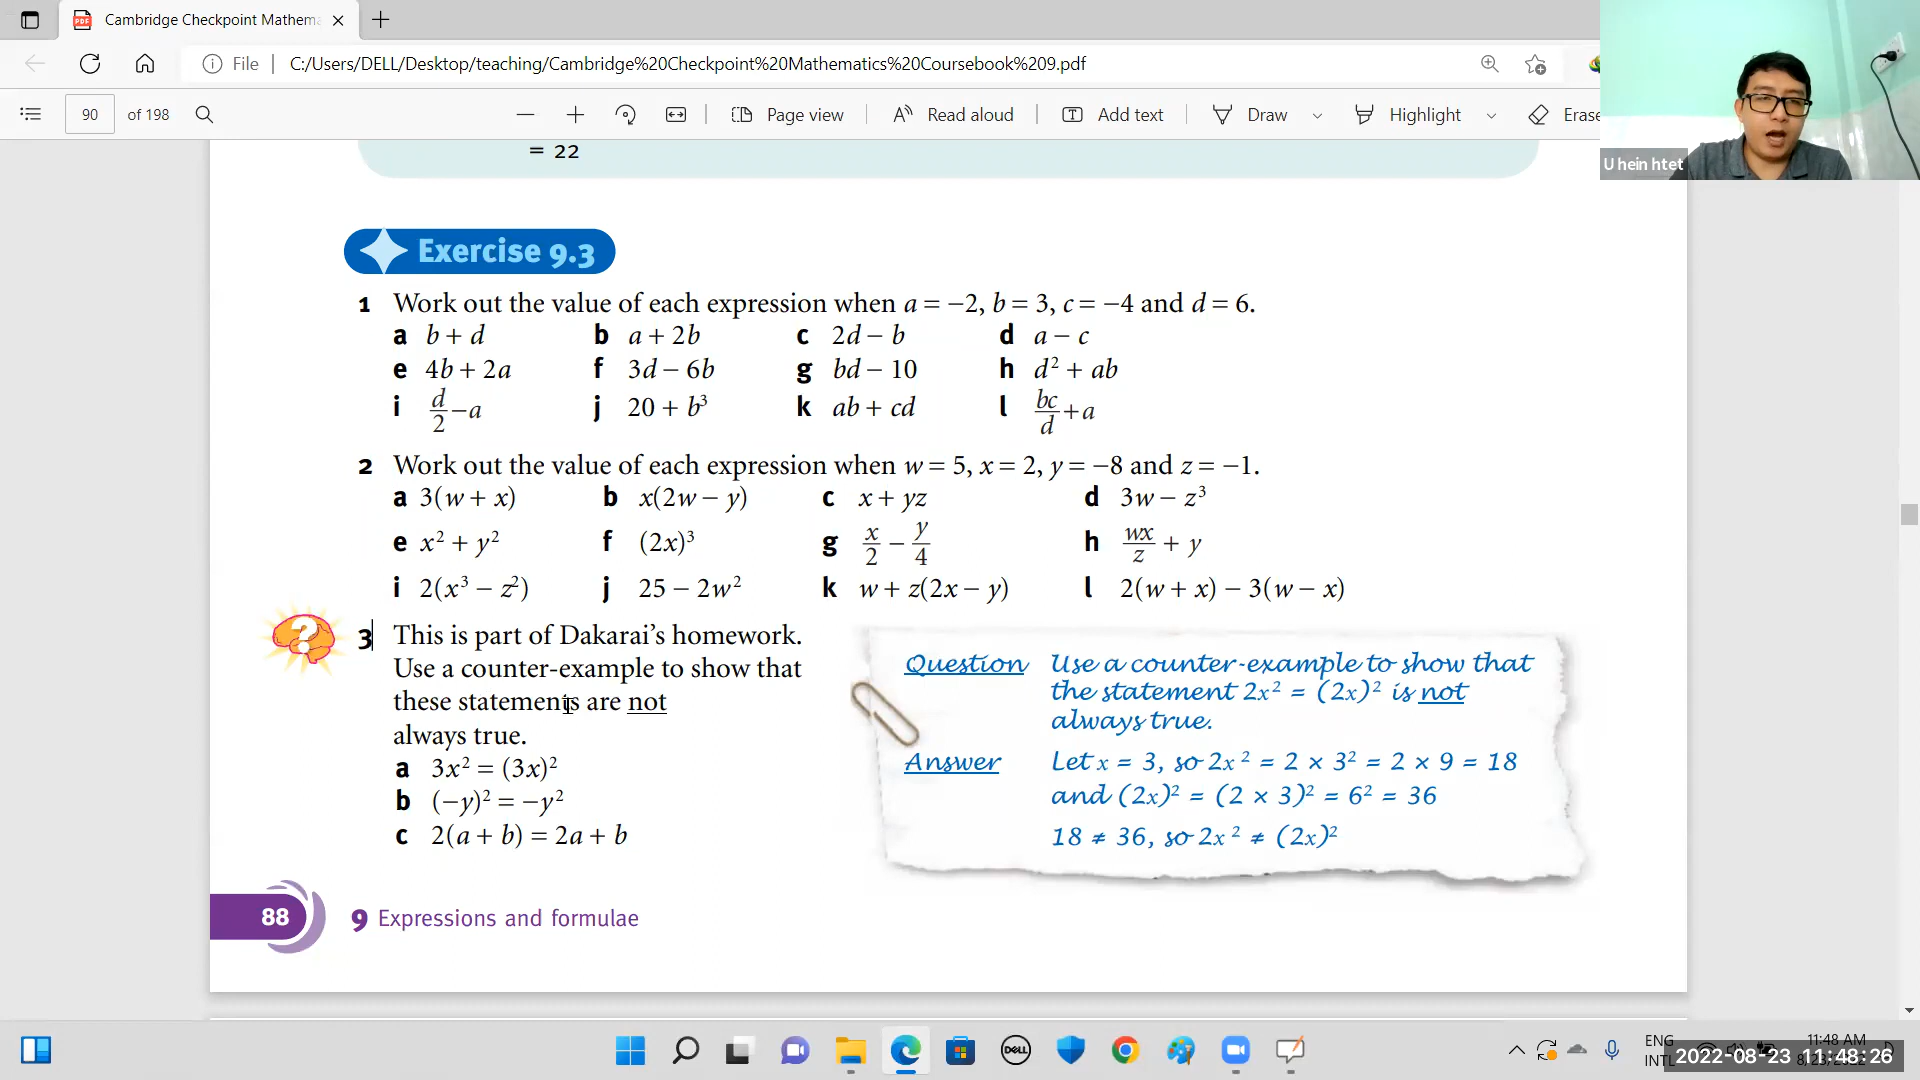 Cambridge Checkpoint Mathema
File
C:/Users/DELL/Desktop/teaching/Cambridge%20Checkpoint%20Mathematics%20Coursebook%209.pdf
90 of 198
Page view
Read aloud
Add text
Draw
Highlight
Erase
U hein htet
= 22
Exercise 9.3
1 Work out the value of each expression when a = −2, b = 3, c = −4 and d = 6.
a b + d b a + 2b c 2d − b d a − c
e 4b + 2a f 3d − 6b g bd − 10 h d² + ab
i d/2 − a j 20 + b³ k ab + cd l bc/d + a
2 Work out the value of each expression when w = 5, x = 2, y = −8 and z = −1.
a 3(w + x) b x(2w − y) c x + yz d 3w − z³
e x² + y² f (2x)³ g x/2 − y/4 h wx/z + y
i 2(x³ − z²) j 25 − 2w² k w + z(2x − y) l 2(w + x) − 3(w − x)
3 This is part of Dakarai’s homework.
Use a counter-example to show that
these statements are not
always true.
a 3x² = (3x)²
b (−y)² = −y²
c 2(a + b) = 2a + b
Question Use a counter-example to show that
the statement 2x² = (2x)² is not
always true.
Answer Let x = 3, so 2x² = 2 × 3² = 2 × 9 = 18
and (2x)² = (2 × 3)² = 6² = 36
18 ≠ 36, so 2x² ≠ (2x)²
88 9 Expressions and formulae
DELL
ENG
INTL
11:48 AM
2022-08-23 11:48:26